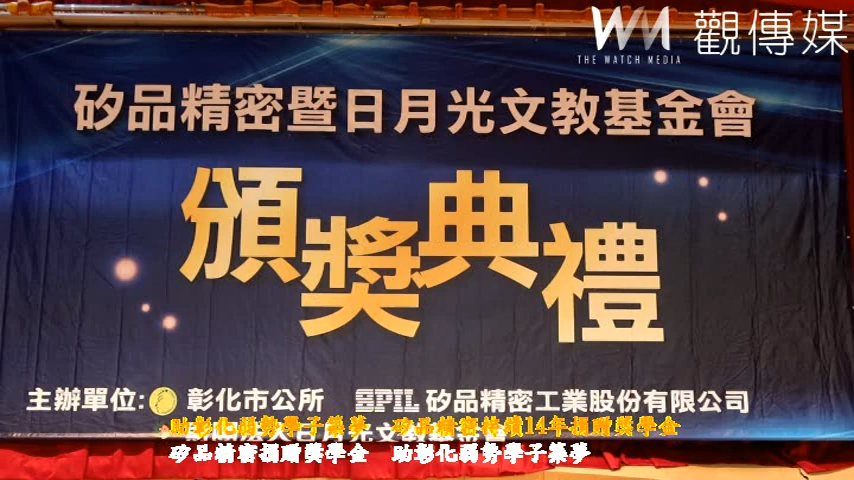 WM 觀傳媒
THE WATCH MEDIA
矽品精密暨日月光文教基金會
頒獎典禮
主辦單位: 彰化市公所 SPIL 矽品精密工業股份有限公司
助彰化弱勢學子築夢 矽品精密持續14年捐贈獎學金
矽品精密捐贈獎學金 助彰化弱勢學子築夢